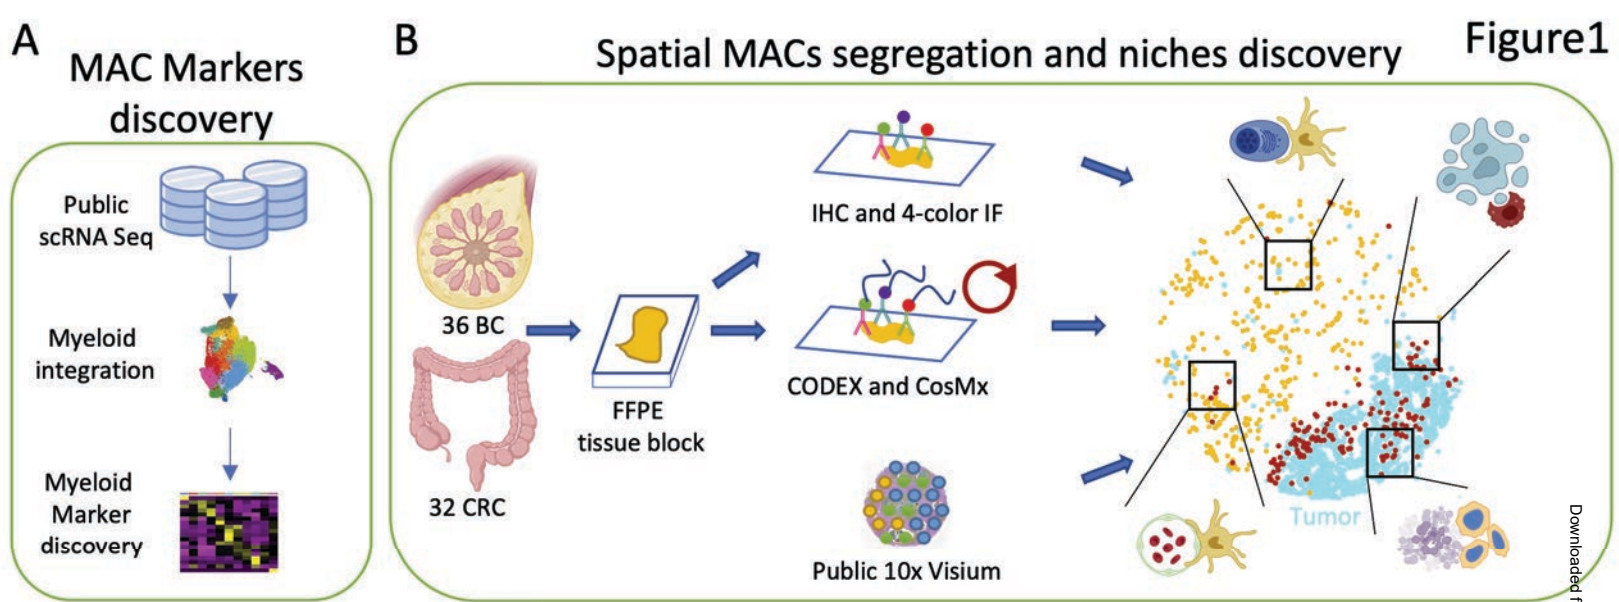 A
MAC Markers
discovery
Public
scRNA Seq
Myeloid
integration
Myeloid
Marker
discovery
B
Spatial MACs segregation and niches discovery
Figure1
36 BC
32 CRC
FFPE
tissue block
IHC and 4-color IF
CODEX and CosMx
Public 10x Visium
Tumor
Downloaded f